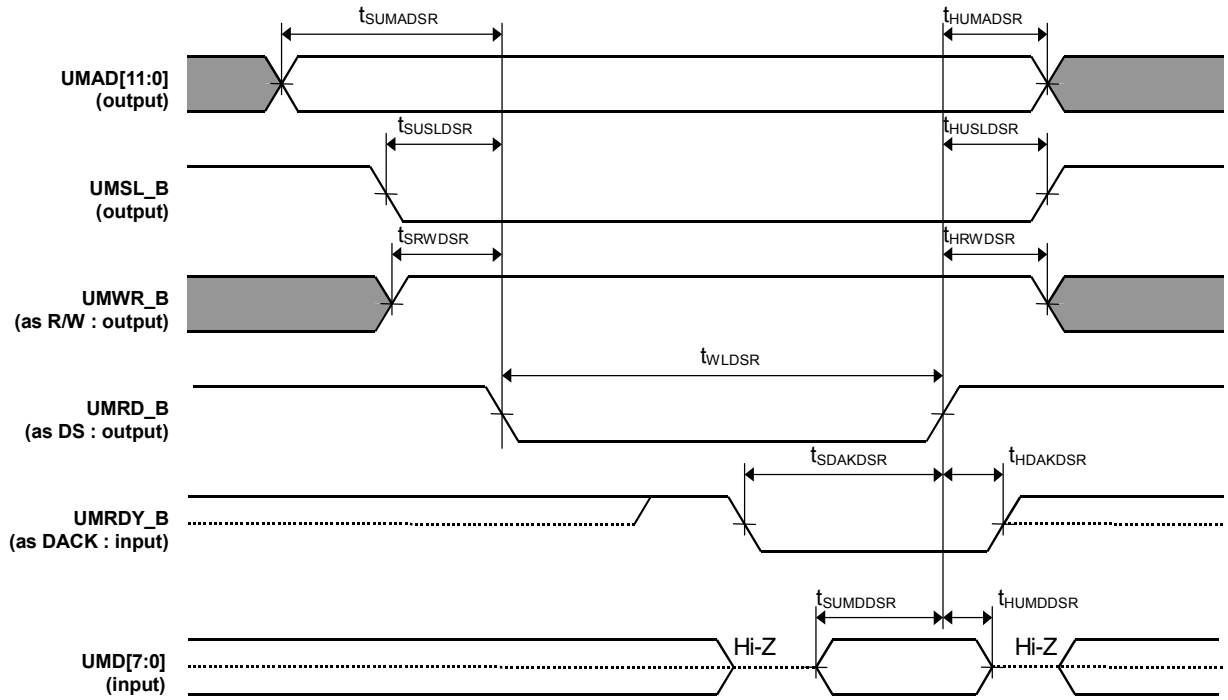 tSUMADSR tHUMADSR
UMAD[11:0]
(output)
tSUSLDSR tHUSLDSR
UMSL_B
(output)
tSRWDSR tHRWDSR
UMWR_B
(as R/W : output)
tWLDSR
UMRD_B
(as DS : output)
tSDAKDSR tHDAKDSR
UMRDY_B
(as DACK : input)
tSUMDDSR tHUMDDSR
Hi-Z Hi-Z
UMD[7:0]
(input)